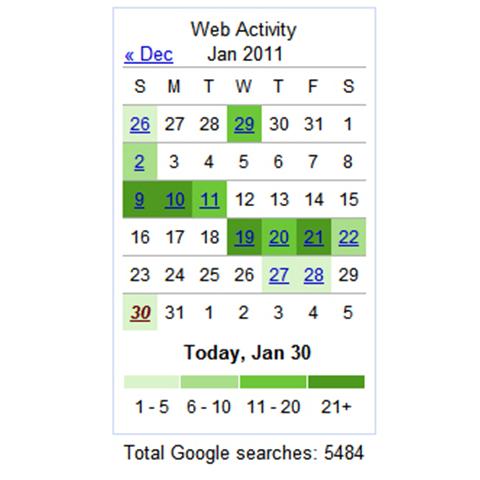 Web Activity
« Dec Jan 2011
S M T W T F S
26 27 28 29 30 31 1
2 3 4 5 6 7 8
9 10 11 12 13 14 15
16 17 18 19 20 21 22
23 24 25 26 27 28 29
30 31 1 2 3 4 5
Today, Jan 30
1 - 5 6 - 10 11 - 20 21+
Total Google searches: 5484